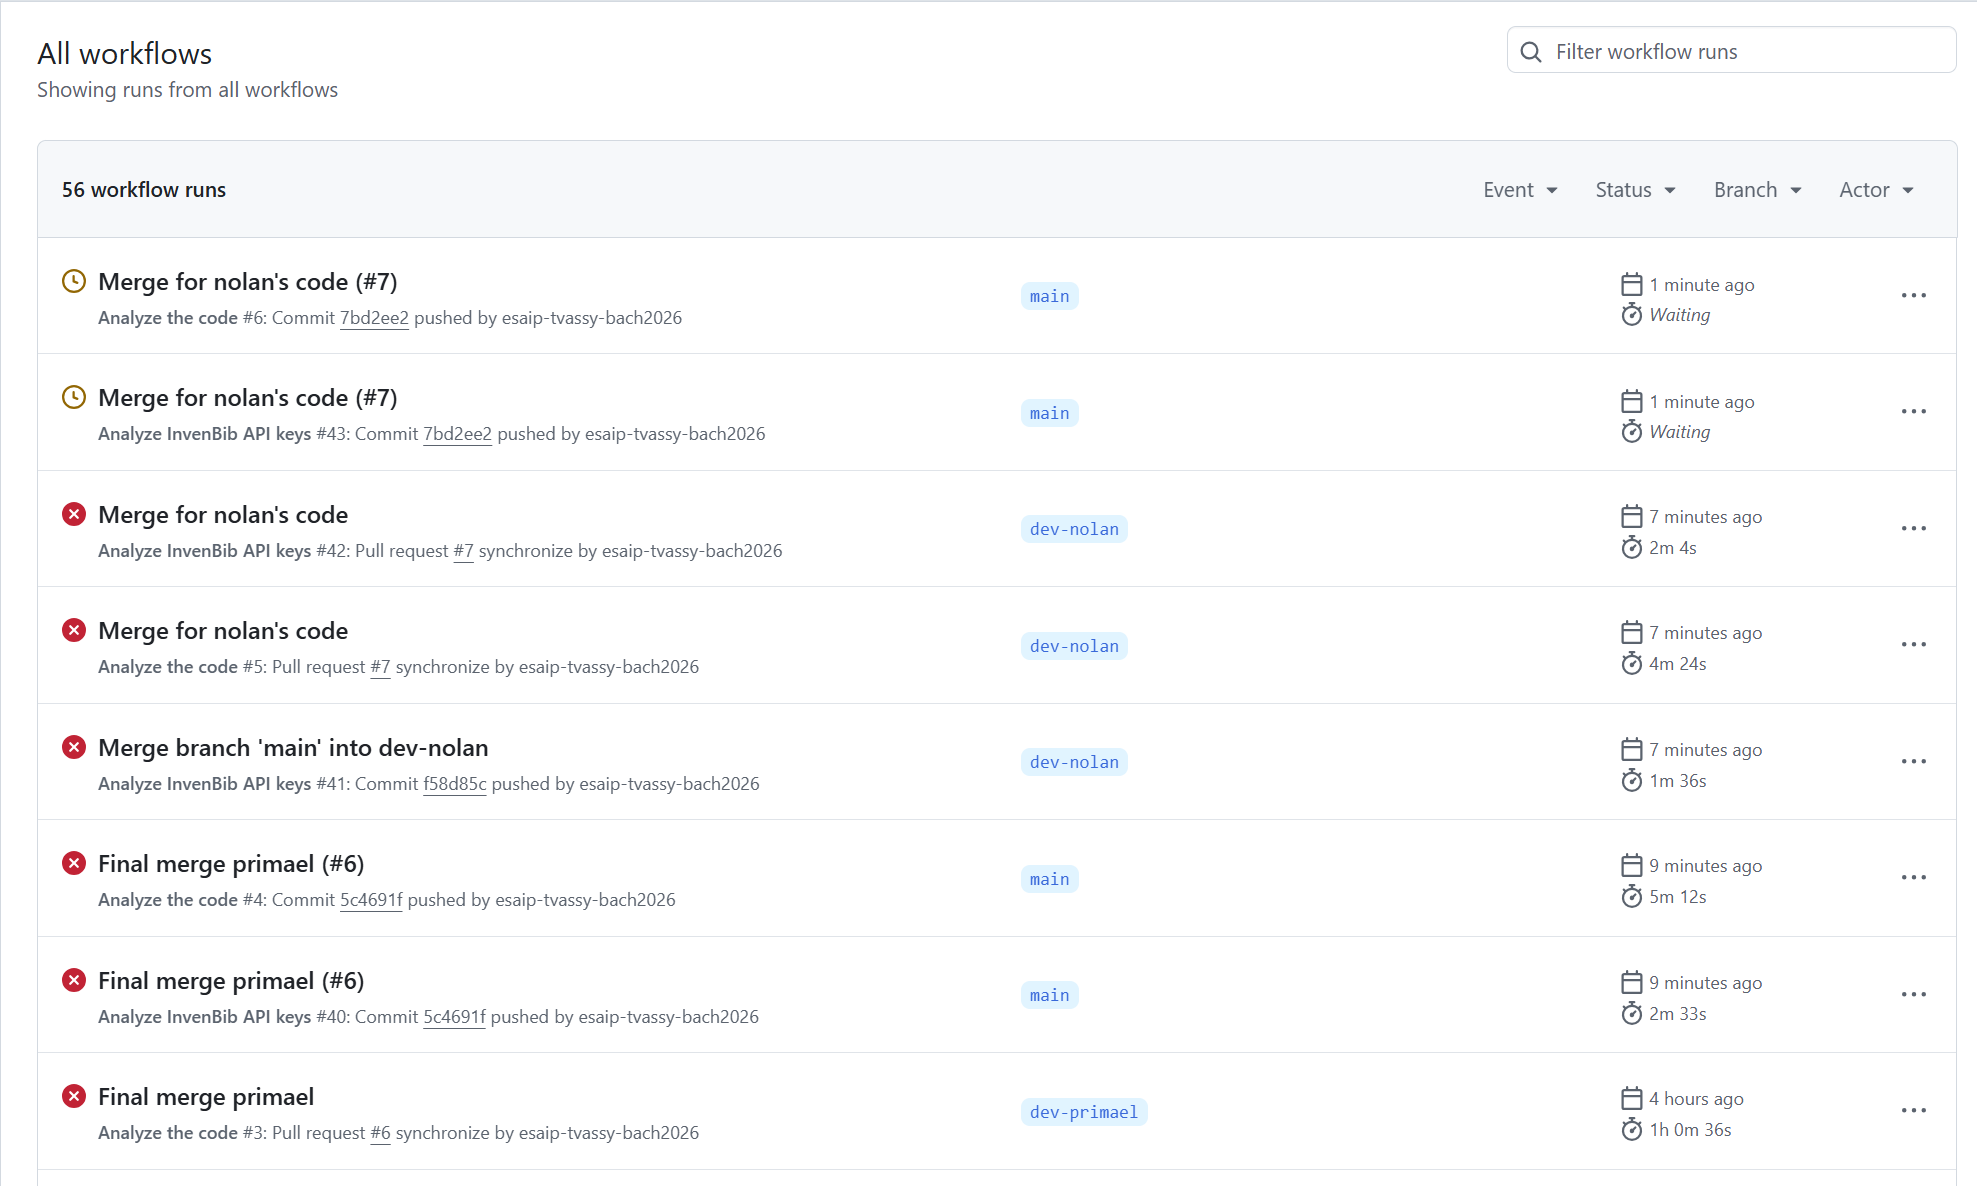 All workflows
Showing runs from all workflows
Filter workflow runs
56 workflow runs
Event
Status
Branch
Actor
Merge for nolan's code (#7)
Analyze the code #6: Commit 7bd2ee2 pushed by esaip-tvassy-bach2026
main
1 minute ago
Waiting
Merge for nolan's code (#7)
Analyze InvenBib API keys #43: Commit 7bd2ee2 pushed by esaip-tvassy-bach2026
main
1 minute ago
Waiting
Merge for nolan's code
Analyze InvenBib API keys #42: Pull request #7 synchronize by esaip-tvassy-bach2026
dev-nolan
7 minutes ago
2m 4s
Merge for nolan's code
Analyze the code #5: Pull request #7 synchronize by esaip-tvassy-bach2026
dev-nolan
7 minutes ago
4m 24s
Merge branch 'main' into dev-nolan
Analyze InvenBib API keys #41: Commit f58d85c pushed by esaip-tvassy-bach2026
dev-nolan
7 minutes ago
1m 36s
Final merge primael (#6)
Analyze the code #4: Commit 5c4691f pushed by esaip-tvassy-bach2026
main
9 minutes ago
5m 12s
Final merge primael (#6)
Analyze InvenBib API keys #40: Commit 5c4691f pushed by esaip-tvassy-bach2026
main
9 minutes ago
2m 33s
Final merge primael
Analyze the code #3: Pull request #6 synchronize by esaip-tvassy-bach2026
dev-primael
4 hours ago
1h 0m 36s